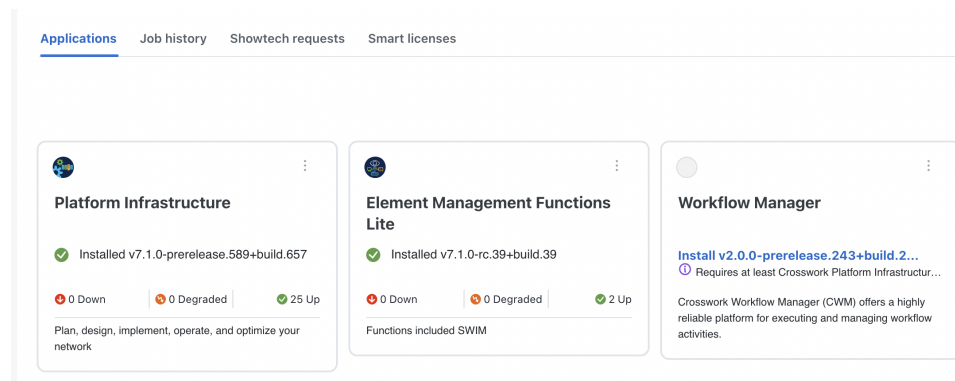 Applications Job history Showtech requests Smart licenses
Platform Infrastructure
Installed v7.1.0-prerelease.589+build.657
0 Down 0 Degraded 25 Up
Plan, design, implement, operate, and optimize your
network
Element Management Functions
Lite
Installed v7.1.0-rc.39+build.39
0 Down 0 Degraded 2 Up
Functions included SWIM
Workflow Manager
Install v2.0.0-prerelease.243+build.2...
Requires at least Crosswork Platform Infrastructur...
Crosswork Workflow Manager (CWM) offers a highly
reliable platform for executing and managing workflow
activities.